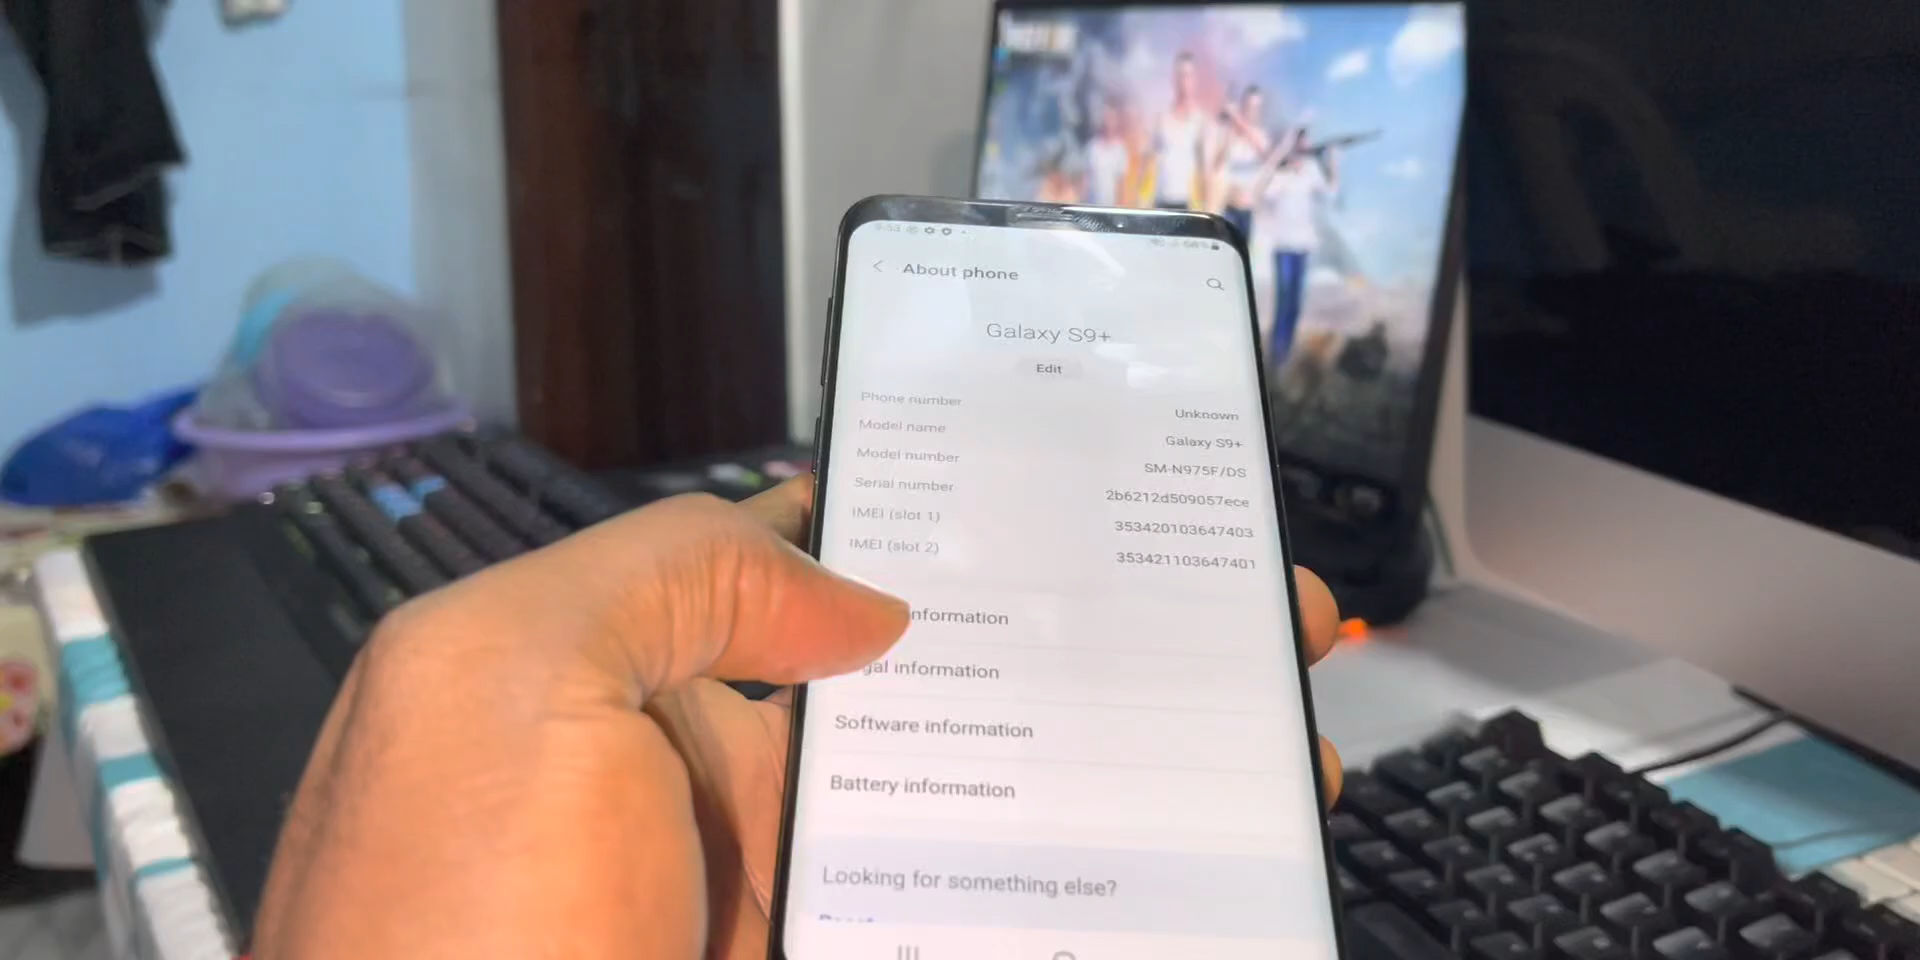 About phone
Galaxy S9+
Edit
Phone number Unknown
Model name Galaxy S9+
Model number SM-N975F/DS
Serial number 2b6212d509057ece
IMEI (slot 1) 353420103647403
IMEI (slot 2) 353421103647401
nformation
gal information
Software information
Battery information
Looking for something else?